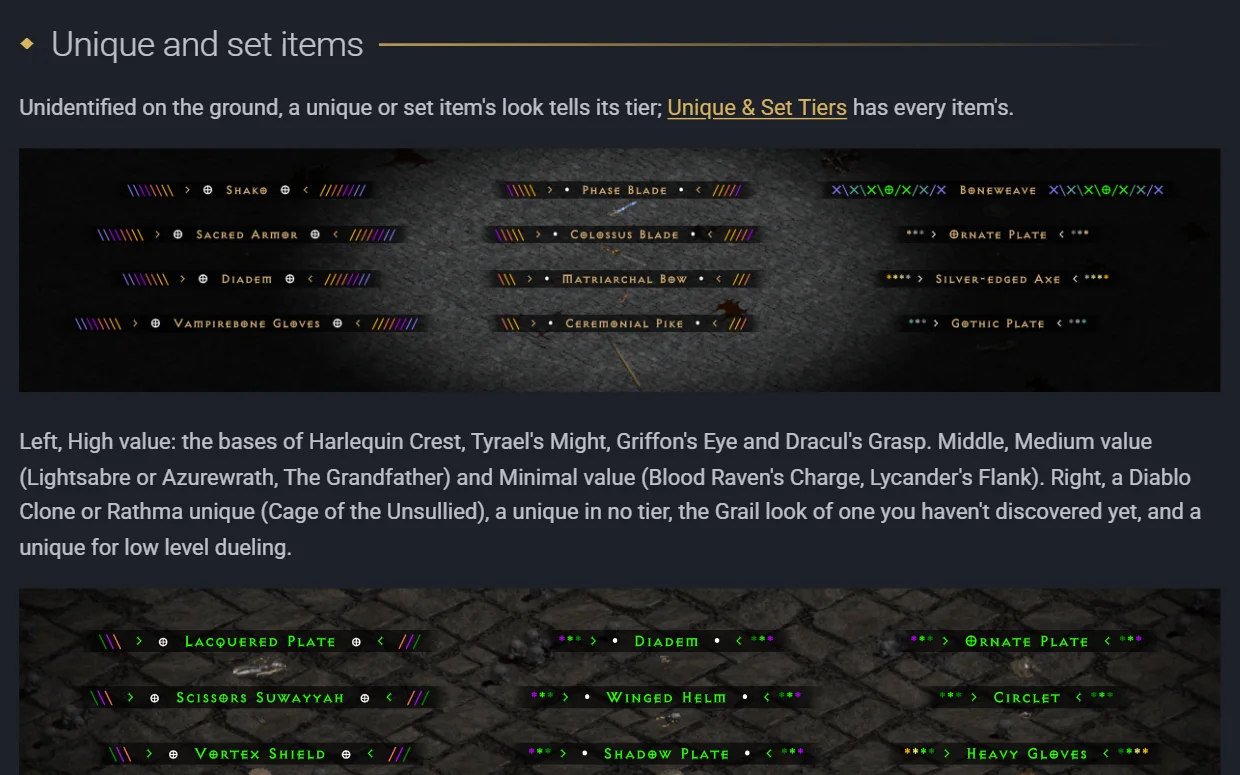 Unique and set items
Unidentified on the ground, a unique or set item's look tells its tier; Unique & Set Tiers has every item's.
\\\\\\\\ > ⊕ Shako ⊕ < ////////
\\\\\ > • Phase Blade • < /////
X\X\X\⊕/X/X/X Boneweave X\X\X\⊕/X/X/X
\\\\\\\\ > ⊕ Sacred Armor ⊕ < ////////
\\\\\ > • Colossus Blade • < /////
*** > Ornate Plate < ***
\\\\\\\\ > ⊕ Diadem ⊕ < ////////
\\\ > • Matriarchal Bow • < ///
**** > Silver-edged Axe < ****
\\\\\\\\ > ⊕ Vampirebone Gloves ⊕ < ////////
\\\ > • Ceremonial Pike • < ///
*** > Gothic Plate < ***
Left, High value: the bases of Harlequin Crest, Tyrael's Might, Griffon's Eye and Dracul's Grasp. Middle, Medium value
(Lightsabre or Azurewrath, The Grandfather) and Minimal value (Blood Raven's Charge, Lycander's Flank). Right, a Diablo
Clone or Rathma unique (Cage of the Unsullied), a unique in no tier, the Grail look of one you haven't discovered yet, and a
unique for low level dueling.
\\\ > ⊕ Lacquered Plate ⊕ < ///
*** > • Diadem • < ***
*** > Ornate Plate < ***
\\\ > ⊕ Scissors Suwayyah ⊕ < ///
*** > • Winged Helm • < ***
*** > Circlet < ***
\\\ > ⊕ Vortex Shield ⊕ < ///
*** > • Shadow Plate • < ***
**** > Heavy Gloves < ****